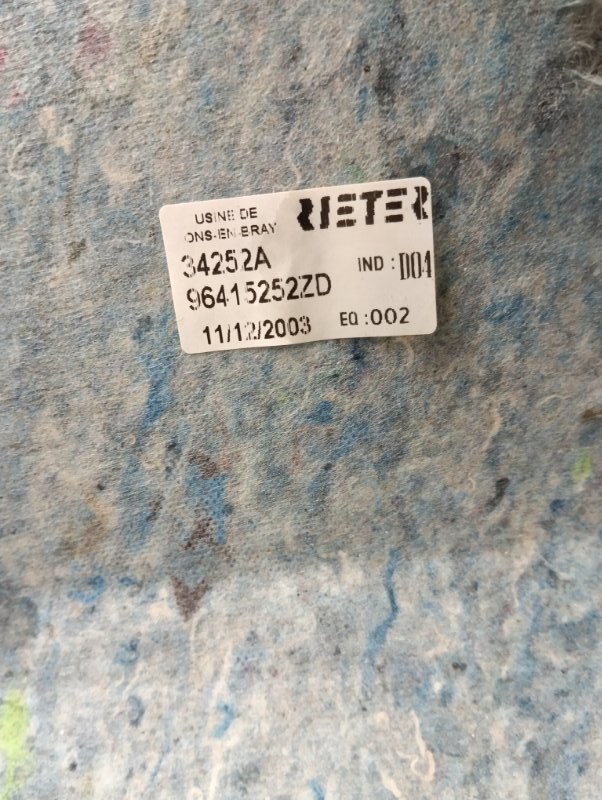 USINE DE
ONS-EN-BRAY
RIETER
34252A
IND : D04
96415252ZD
11/12/2003
EQ :002